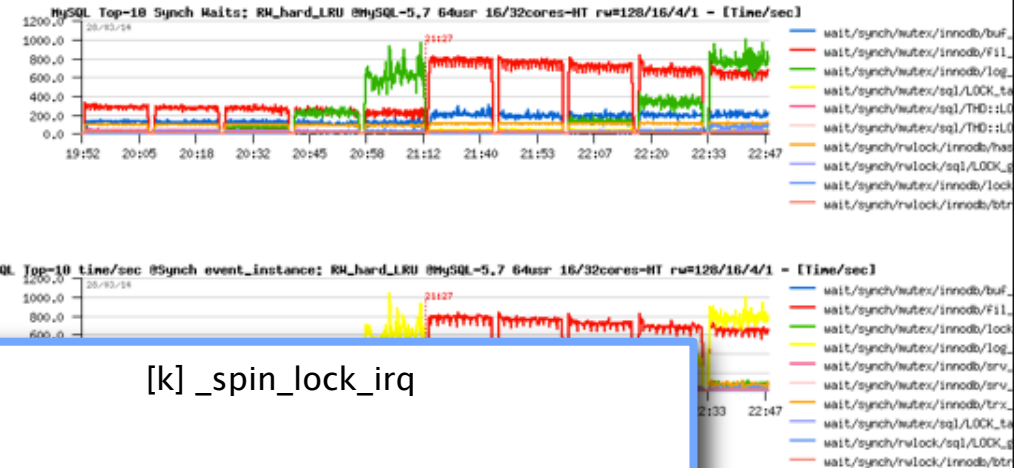 MySQL Top-10 Synch Waits: RW_hard_LRU @MySQL-5.7 64usr 16/32cores-HT rw=128/16/4/1 - [Time/sec]
1200.0
28/03/14
1000.0
800.0
600.0
400.0
200.0
0.0
21:27
19:52 20:05 20:18 20:32 20:45 20:58 21:12 21:40 21:53 22:07 22:20 22:33 22:47
wait/synch/mutex/innodb/buf_
wait/synch/mutex/innodb/fil_
wait/synch/mutex/innodb/log_
wait/synch/mutex/sql/LOCK_ta
wait/synch/mutex/sql/THD::LO
wait/synch/mutex/sql/THD::LO
wait/synch/rwlock/innodb/has
wait/synch/rwlock/sql/LOCK_g
wait/synch/mutex/innodb/lock
wait/synch/rwlock/innodb/btr
QL Top-10 time/sec @Synch event_instance: RW_hard_LRU @MySQL-5.7 64usr 16/32cores-HT rw=128/16/4/1 - [Time/sec]
1200.0
28/03/14
1000.0
800.0
600.0
21:27
2:33 22:47
wait/synch/mutex/innodb/buf_
wait/synch/mutex/innodb/fil_
wait/synch/mutex/innodb/lock
wait/synch/mutex/innodb/log_
wait/synch/mutex/innodb/srv_
wait/synch/mutex/innodb/srv_
wait/synch/mutex/innodb/trx_
wait/synch/mutex/sql/LOCK_ta
wait/synch/rwlock/sql/LOCK_g
wait/synch/rwlock/innodb/btr
[k] _spin_lock_irq